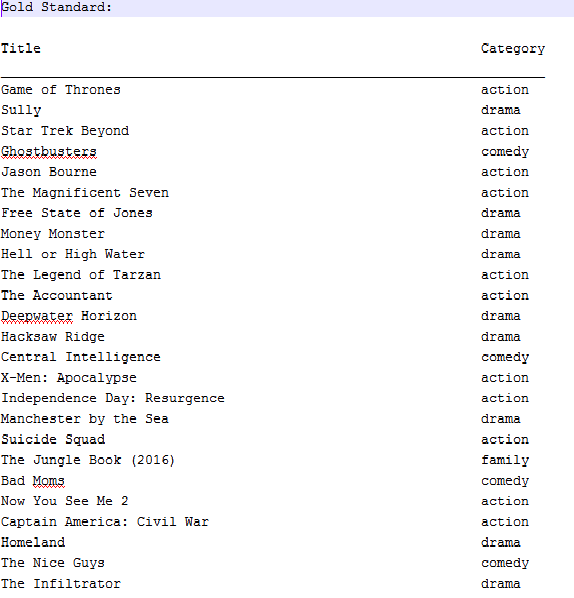 Gold Standard:
Title Category
Game of Thrones action
Sully drama
Star Trek Beyond action
Ghostbusters comedy
Jason Bourne action
The Magnificent Seven action
Free State of Jones drama
Money Monster drama
Hell or High Water drama
The Legend of Tarzan action
The Accountant action
Deepwater Horizon drama
Hacksaw Ridge drama
Central Intelligence comedy
X-Men: Apocalypse action
Independence Day: Resurgence action
Manchester by the Sea drama
Suicide Squad action
The Jungle Book (2016) family
Bad Moms comedy
Now You See Me 2 action
Captain America: Civil War action
Homeland drama
The Nice Guys comedy
The Infiltrator drama